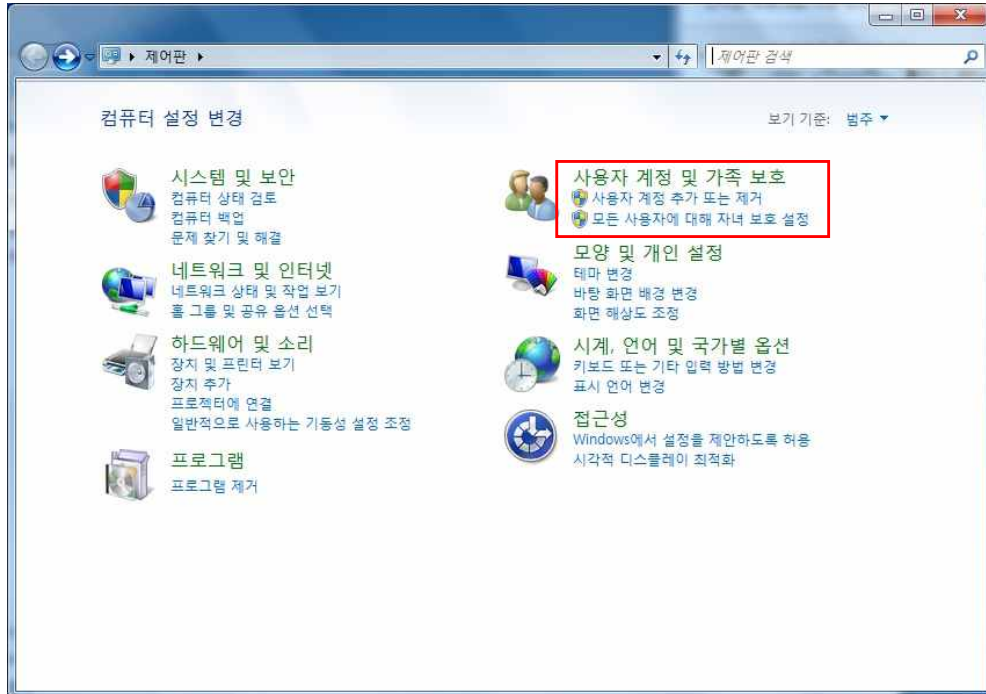 제어판
제어판 검색
컴퓨터 설정 변경
보기 기준: 범주
시스템 및 보안
컴퓨터 상태 검토
컴퓨터 백업
문제 찾기 및 해결
네트워크 및 인터넷
네트워크 상태 및 작업 보기
홈 그룹 및 공유 옵션 선택
하드웨어 및 소리
장치 및 프린터 보기
장치 추가
프로젝터에 연결
일반적으로 사용하는 기동성 설정 조정
프로그램
프로그램 제거
사용자 계정 및 가족 보호
사용자 계정 추가 또는 제거
모든 사용자에 대해 자녀 보호 설정
모양 및 개인 설정
테마 변경
바탕 화면 배경 변경
화면 해상도 조정
시계, 언어 및 국가별 옵션
키보드 또는 기타 입력 방법 변경
표시 언어 변경
접근성
Windows에서 설정을 제안하도록 허용
시각적 디스플레이 최적화